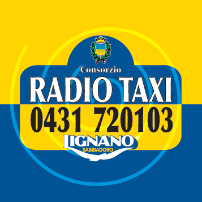 Consorzio
RADIO TAXI
0431 720103
LIGNANO
SABBIADORO